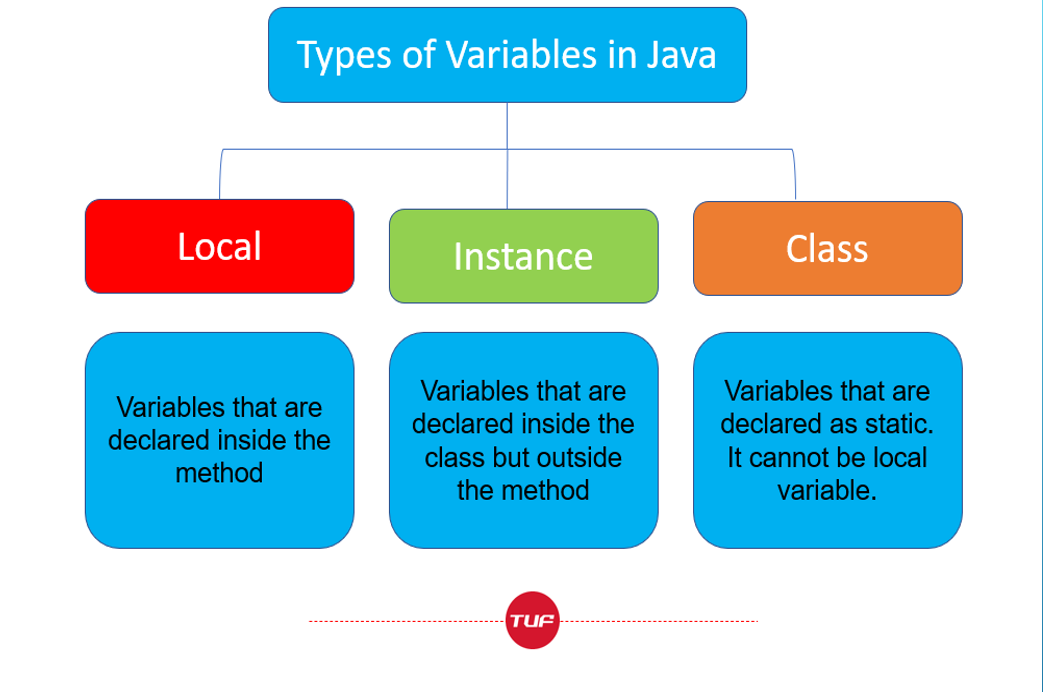 Types of Variables in Java
Local
Instance
Class
Variables that are
declared inside the
method
Variables that are
declared inside the
class but outside
the method
Variables that are
declared as static.
It cannot be local
variable.
TUF